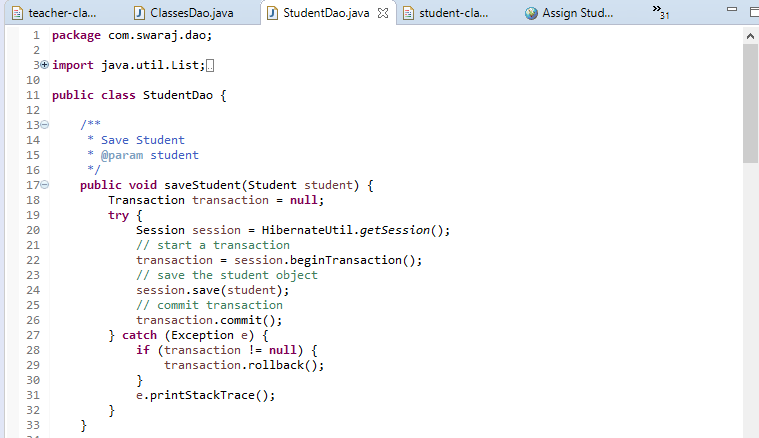 teacher-cla... ClassesDao.java StudentDao.java student-cla... Assign Stud... »31
1 package com.swaraj.dao;
2
3 import java.util.List;
10
11 public class StudentDao {
12
13 /**
14 * Save Student
15 * @param student
16 */
17 public void saveStudent(Student student) {
18 Transaction transaction = null;
19 try {
20 Session session = HibernateUtil.getSession();
21 // start a transaction
22 transaction = session.beginTransaction();
23 // save the student object
24 session.save(student);
25 // commit transaction
26 transaction.commit();
27 } catch (Exception e) {
28 if (transaction != null) {
29 transaction.rollback();
30 }
31 e.printStackTrace();
32 }
33 }